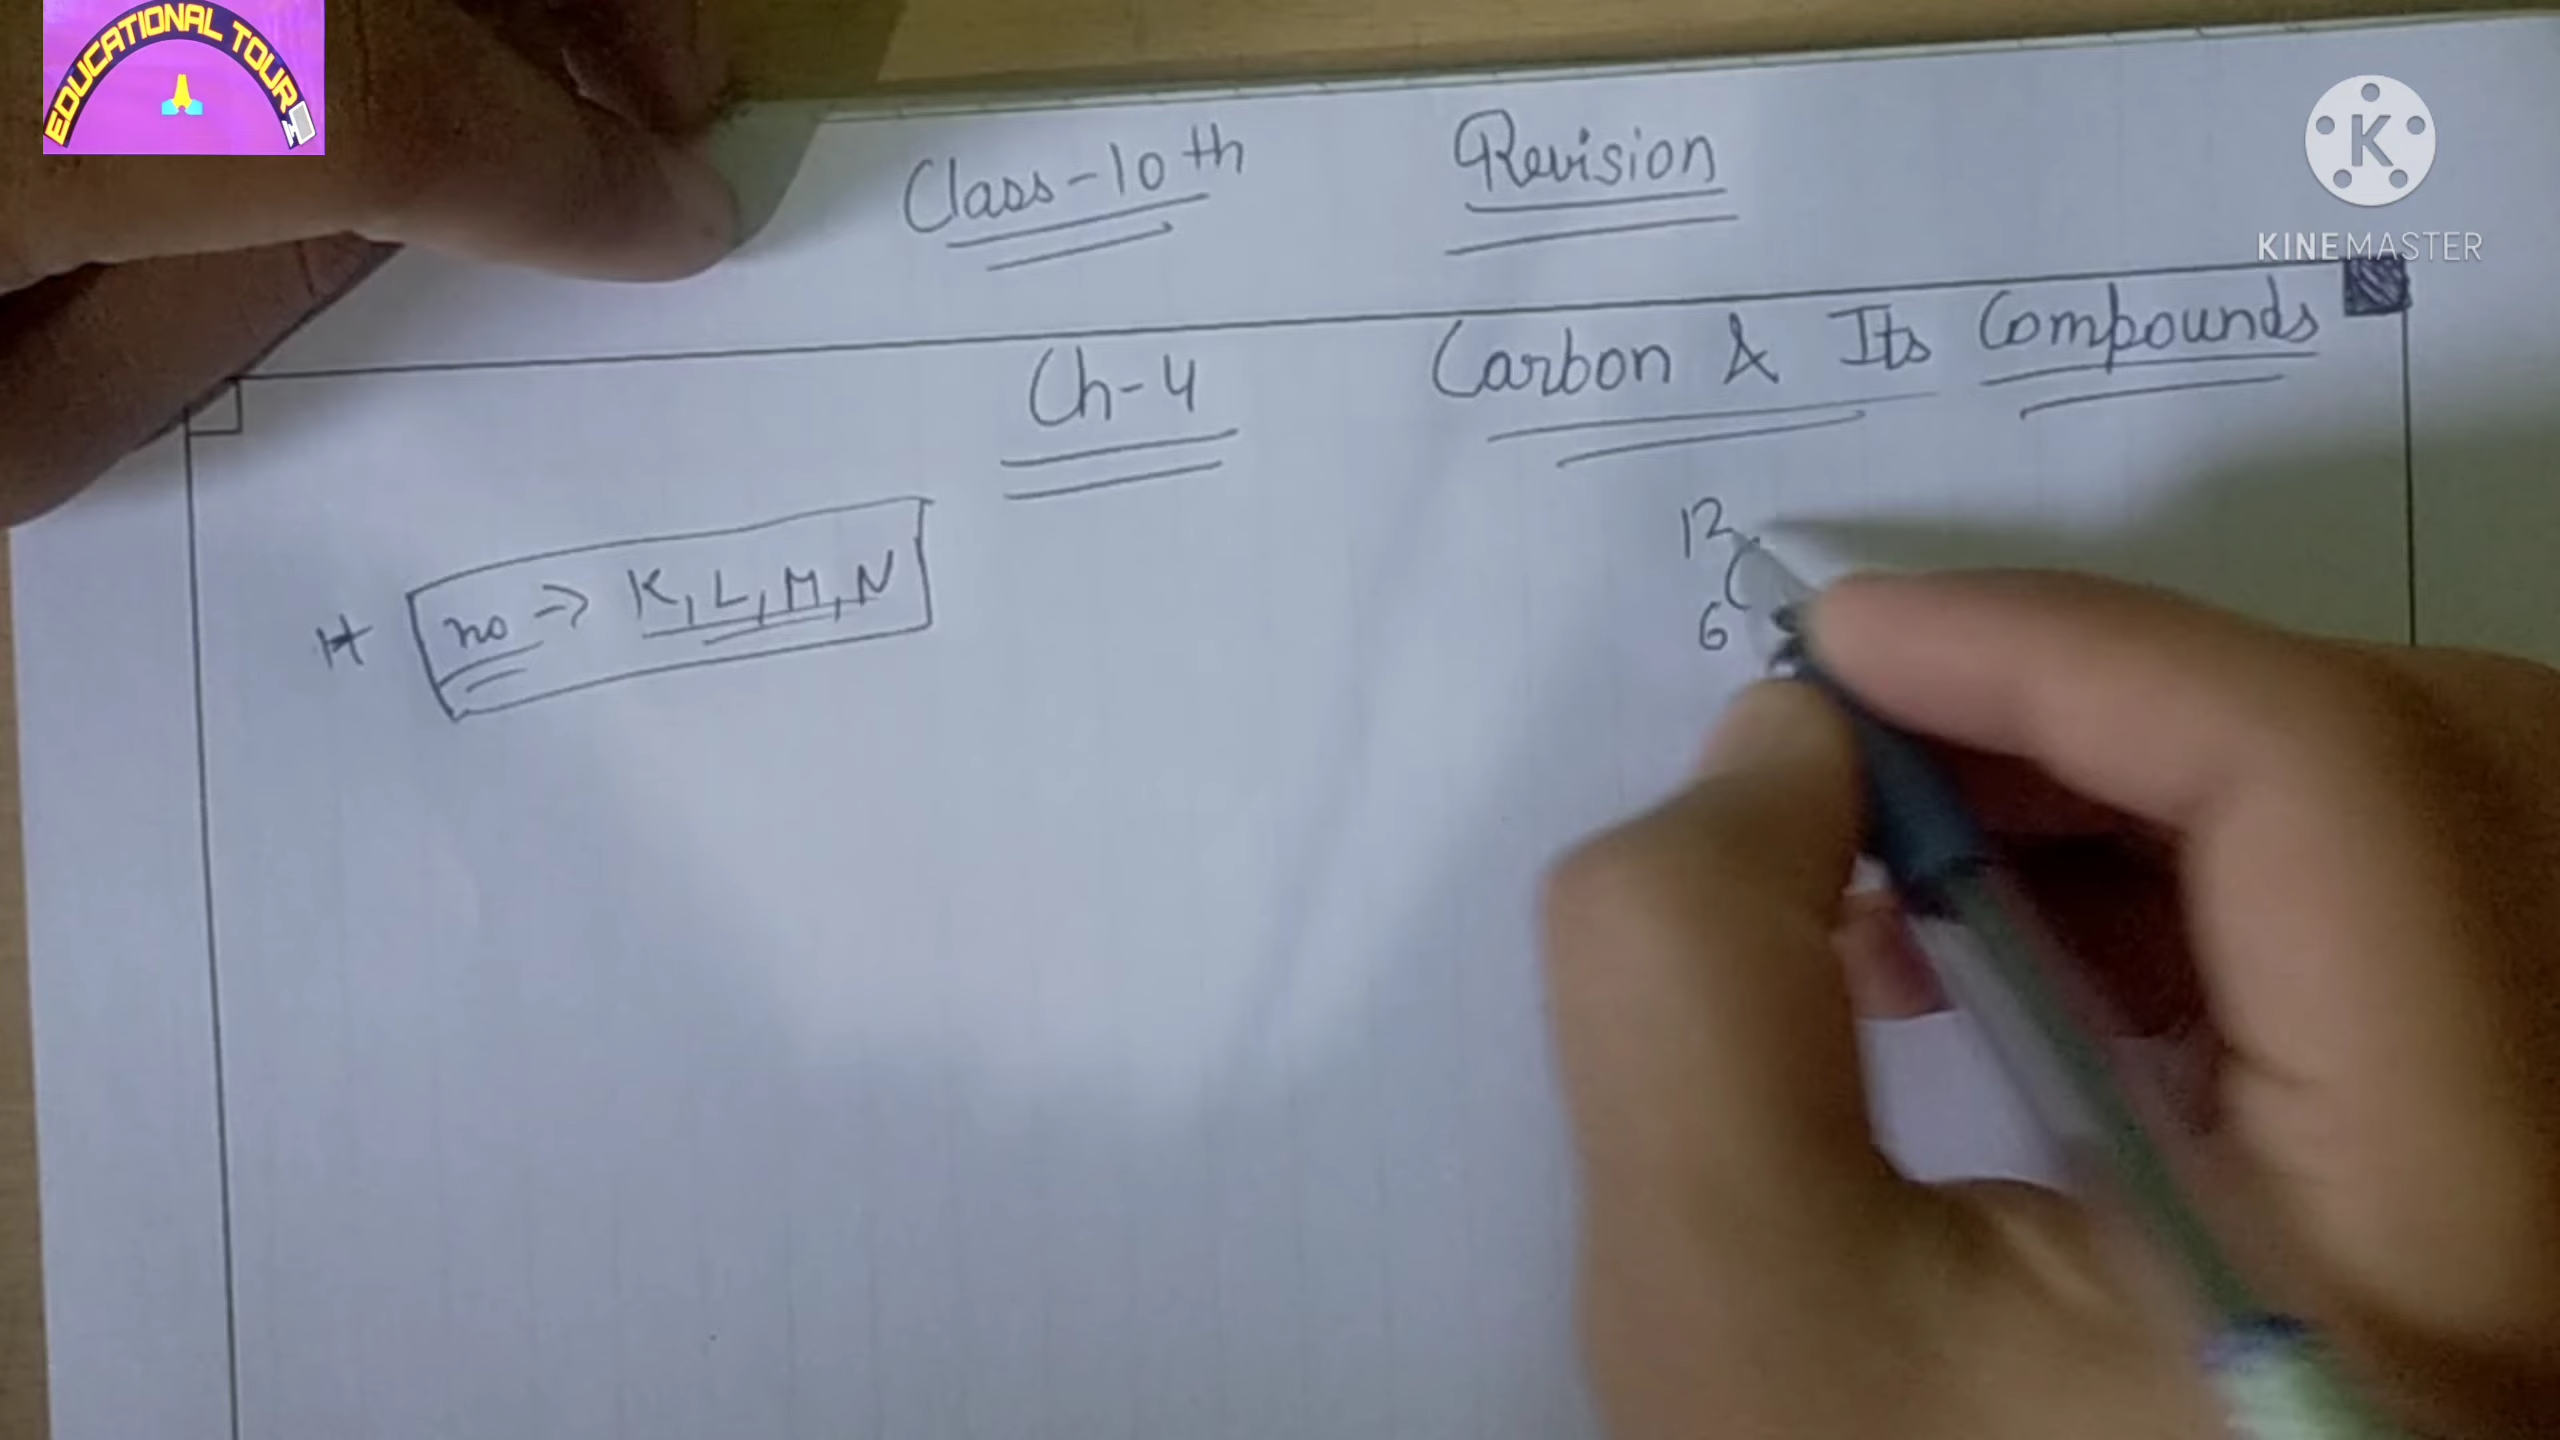 EDUCATIONAL TOUR
K
KINEMASTER
Class-10th Revision
Ch-4 Carbon & Its Compounds
no → K, L, M, N
12
C
6